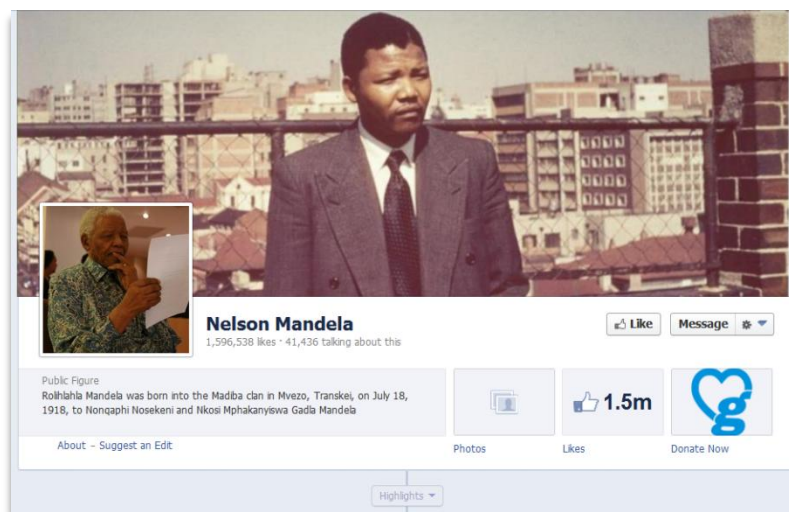 Nelson Mandela
1,596,538 likes · 41,436 talking about this
Like
Message
Public Figure
Rolihlahla Mandela was born into the Madiba clan in Mvezo, Transkei, on July 18,
1918, to Nonqaphi Nosekeni and Nkosi Mphakanyiswa Gadla Mandela
About – Suggest an Edit
1.5m
g
Photos
Likes
Donate Now
Highlights